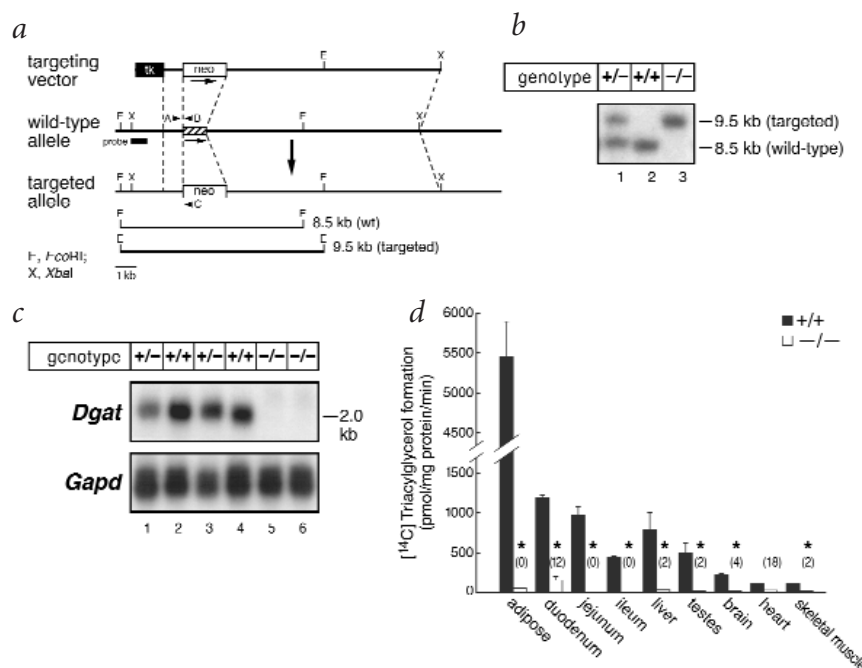 a
targeting vector
tk
neo
E
X
wild-type allele
E X
A
B
E
X
probe
targeted allele
E X
neo
C
E
X
E
E
8.5 kb (wt)
E
E
9.5 kb (targeted)
E, EcoRI;
X, XbaI
1 kb
b
genotype +/− +/+ −/−
9.5 kb (targeted)
8.5 kb (wild-type)
1 2 3
c
genotype +/− +/+ +/− +/+ −/− −/−
Dgat
2.0 kb
Gapd
1 2 3 4 5 6
d
[¹⁴C] Triacylglycerol formation
(pmol/mg protein/min)
6000
5500
5000
4500
1000
500
0
+/+
−/−
* * * * * * * *
(0) (12) (0) (0) (2) (2) (4) (18) (2)
adipose
duodenum
jejunum
ileum
liver
testes
brain
heart
skeletal muscle